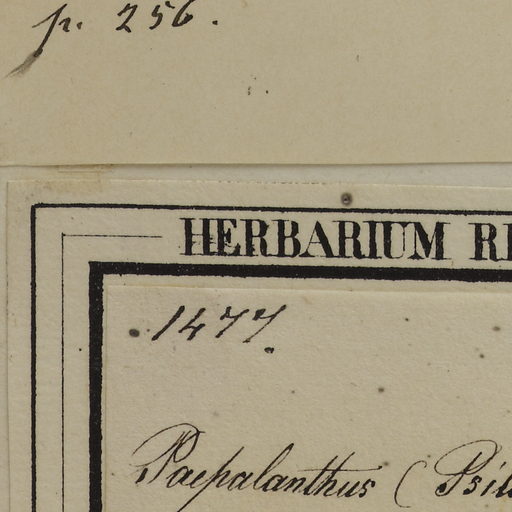 p. 256.
HERBARIUM
1477.
Paepalanthus (